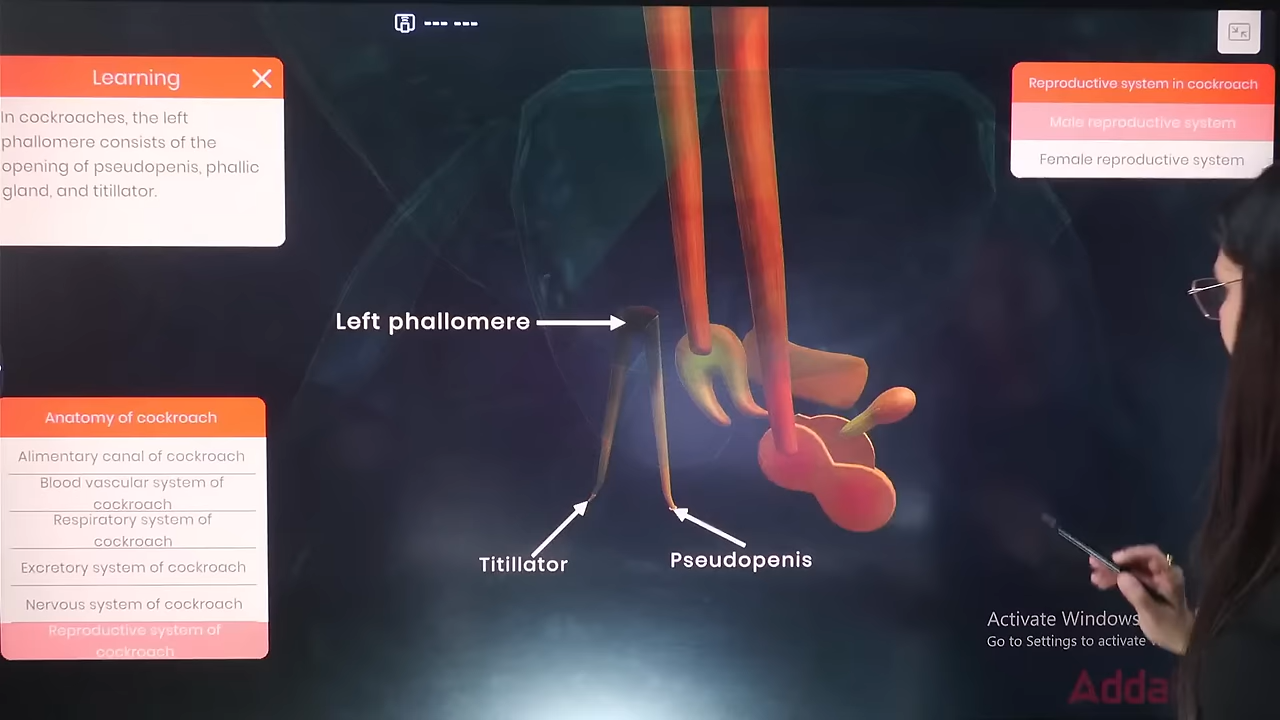 Learning
In cockroaches, the left
phallomere consists of the
opening of pseudopenis, phallic
gland, and titillator.
Reproductive system in cockroach
Male reproductive system
Female reproductive system
Left phallomere
Titillator
Pseudopenis
Anatomy of cockroach
Alimentary canal of cockroach
Blood vascular system of
cockroach
Respiratory system of
cockroach
Excretory system of cockroach
Nervous system of cockroach
Reproductive system of
cockroach
Activate Windows
Go to Settings to activate
Adda